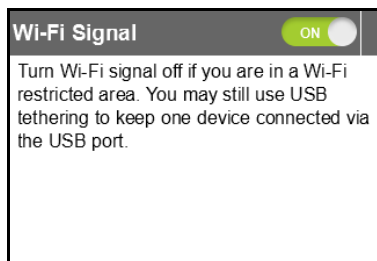 Wi-Fi Signal ON
Turn Wi-Fi signal off if you are in a Wi-Fi
restricted area. You may still use USB
tethering to keep one device connected via
the USB port.